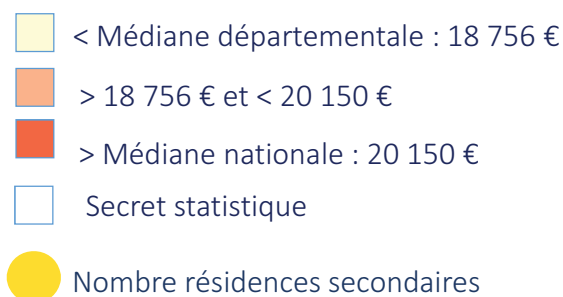 < Médiane départementale : 18 756 €
> 18 756 € et < 20 150 €
> Médiane nationale : 20 150 €
Secret statistique
Nombre résidences secondaires